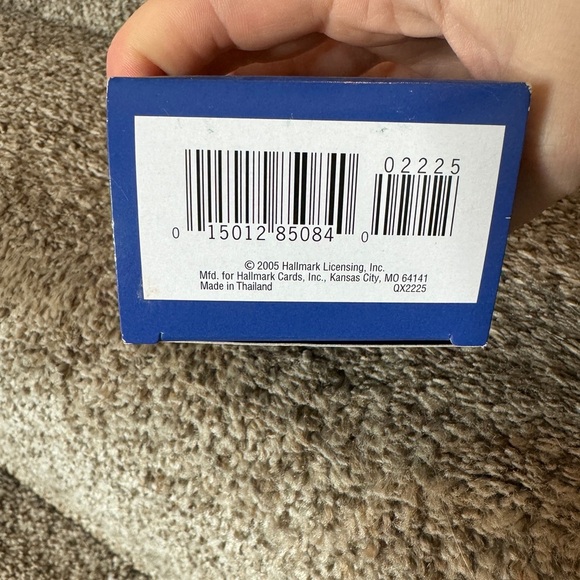 02225
0 15012 85084 0
© 2005 Hallmark Licensing, Inc.
Mfd. for Hallmark Cards, Inc., Kansas City, MO 64141
Made in Thailand QX2225